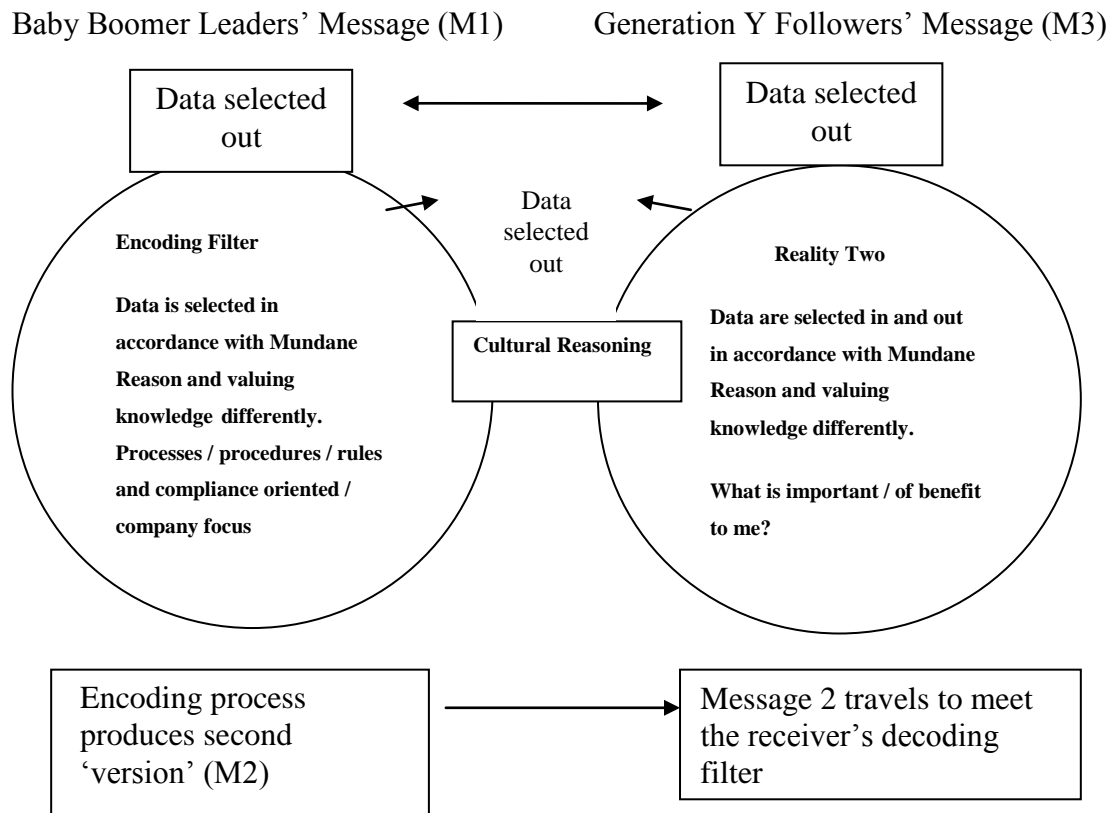 Baby Boomer Leaders’ Message (M1)
Generation Y Followers’ Message (M3)
Data selected
out
Data selected
out
Data
selected
out
Encoding Filter
Data is selected in
accordance with Mundane
Reason and valuing
knowledge differently.
Processes / procedures / rules
and compliance oriented /
company focus
Cultural Reasoning
Reality Two
Data are selected in and out
in accordance with Mundane
Reason and valuing
knowledge differently.
What is important / of benefit
to me?
Encoding process
produces second
‘version’ (M2)
Message 2 travels to meet
the receiver’s decoding
filter